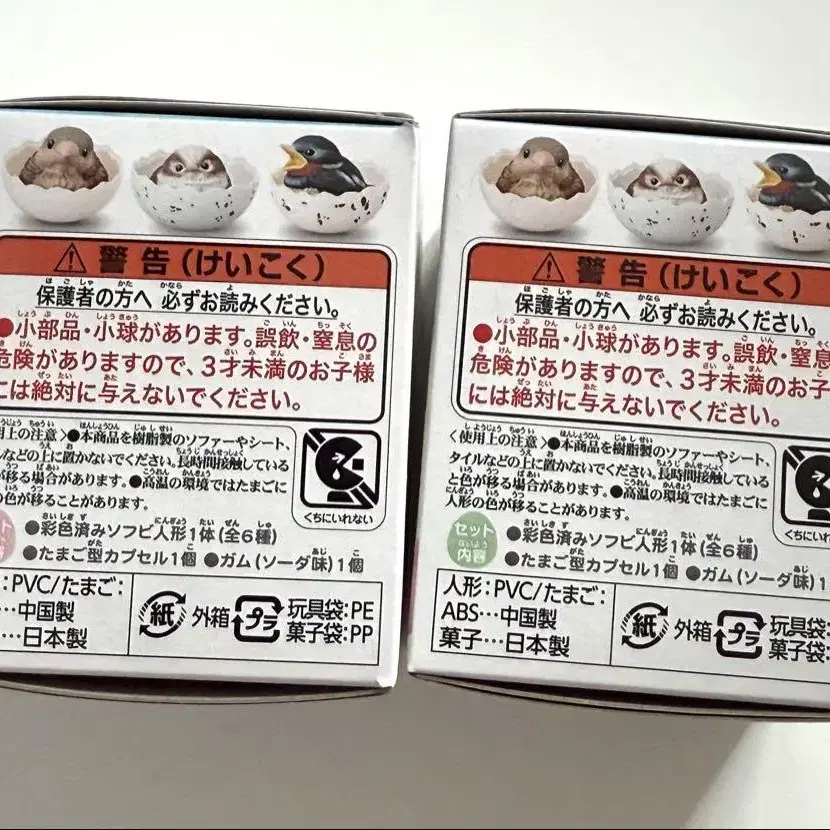 警告(けいこく)
保護者の方へ 必ずお読みください。
●小部品・小球があります。誤飲・窒息の
危険がありますので、3才未満のお子様
には絶対に与えないでください。
用上の注意〉●本商品を樹脂製のソファーやシート、
ルなどの上に置かないでください。長時間接触している
が移る場合があります。●高温の環境ではたまごに
の色が移ることがあります。
くちにいれない
●彩色済みソフビ人形1体(全6種)
●たまご型カプセル1個 ●ガム(ソーダ味)1個
:PVC/たまご:
…中国製
…日本製
紙 外箱 プラ 玩具袋:PE
菓子袋:PP
警告(けいこく)
保護者の方へ 必ずお読みください。
●小部品・小球があります。誤飲・窒息
危険がありますので、3才未満のお子
には絶対に与えないでください。
〈使用上の注意〉●本商品を樹脂製のソファーやシート、
タイルなどの上に置かないでください。長時間接触している
と色が移る場合があります。●高温の環境ではたまごに
人形の色が移ることがあります。
くちにいれな
セット
内容
●彩色済みソフビ人形1体(全6種)
●たまご型カプセル1個 ●ガム(ソーダ味)1
人形:PVC/たまご:
ABS…中国製
菓子…日本製
紙 外箱 プラ 玩具袋:
菓子袋: